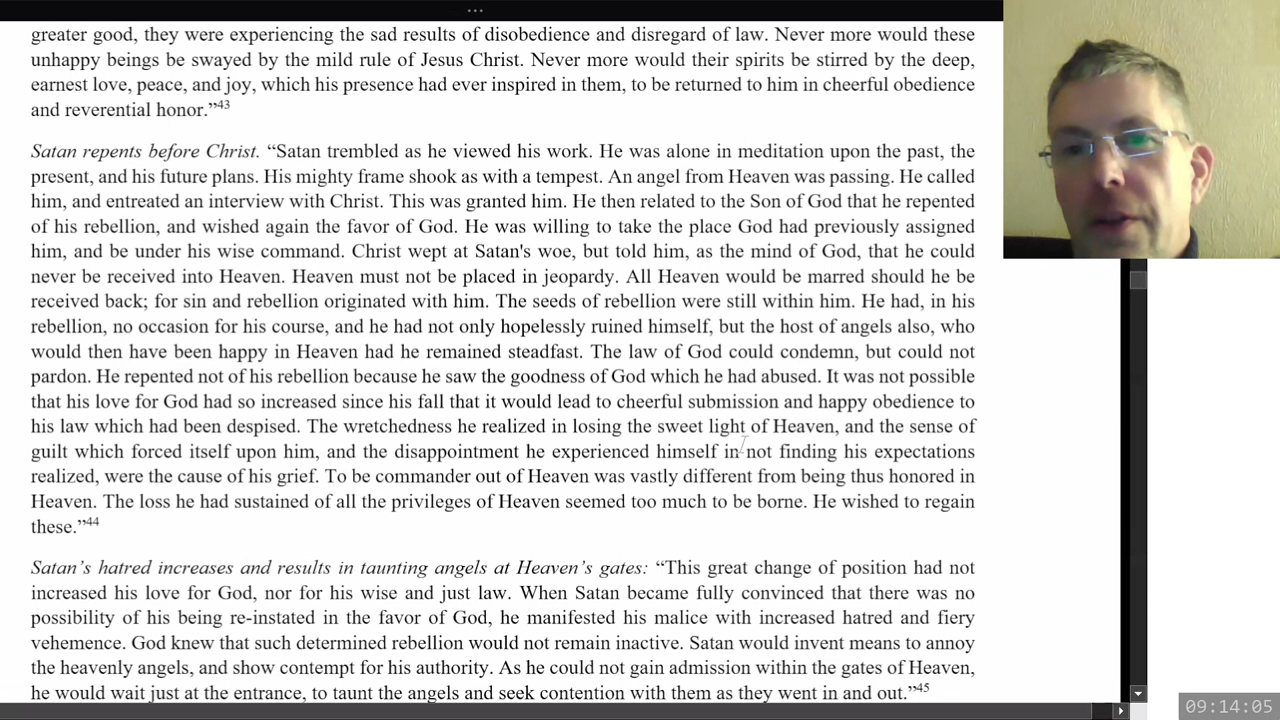 ...
greater good, they were experiencing the sad results of disobedience and disregard of law. Never more would these
unhappy beings be swayed by the mild rule of Jesus Christ. Never more would their spirits be stirred by the deep,
earnest love, peace, and joy, which his presence had ever inspired in them, to be returned to him in cheerful obedience
and reverential honor.”43
Satan repents before Christ. “Satan trembled as he viewed his work. He was alone in meditation upon the past, the
present, and his future plans. His mighty frame shook as with a tempest. An angel from Heaven was passing. He called
him, and entreated an interview with Christ. This was granted him. He then related to the Son of God that he repented
of his rebellion, and wished again the favor of God. He was willing to take the place God had previously assigned
him, and be under his wise command. Christ wept at Satan's woe, but told him, as the mind of God, that he could
never be received into Heaven. Heaven must not be placed in jeopardy. All Heaven would be marred should he be
received back; for sin and rebellion originated with him. The seeds of rebellion were still within him. He had, in his
rebellion, no occasion for his course, and he had not only hopelessly ruined himself, but the host of angels also, who
would then have been happy in Heaven had he remained steadfast. The law of God could condemn, but could not
pardon. He repented not of his rebellion because he saw the goodness of God which he had abused. It was not possible
that his love for God had so increased since his fall that it would lead to cheerful submission and happy obedience to
his law which had been despised. The wretchedness he realized in losing the sweet light of Heaven, and the sense of
guilt which forced itself upon him, and the disappointment he experienced himself in not finding his expectations
realized, were the cause of his grief. To be commander out of Heaven was vastly different from being thus honored in
Heaven. The loss he had sustained of all the privileges of Heaven seemed too much to be borne. He wished to regain
these.”44
Satan’s hatred increases and results in taunting angels at Heaven’s gates: “This great change of position had not
increased his love for God, nor for his wise and just law. When Satan became fully convinced that there was no
possibility of his being re-instated in the favor of God, he manifested his malice with increased hatred and fiery
vehemence. God knew that such determined rebellion would not remain inactive. Satan would invent means to annoy
the heavenly angels, and show contempt for his authority. As he could not gain admission within the gates of Heaven,
he would wait just at the entrance, to taunt the angels and seek contention with them as they went in and out.”45
09:14:05